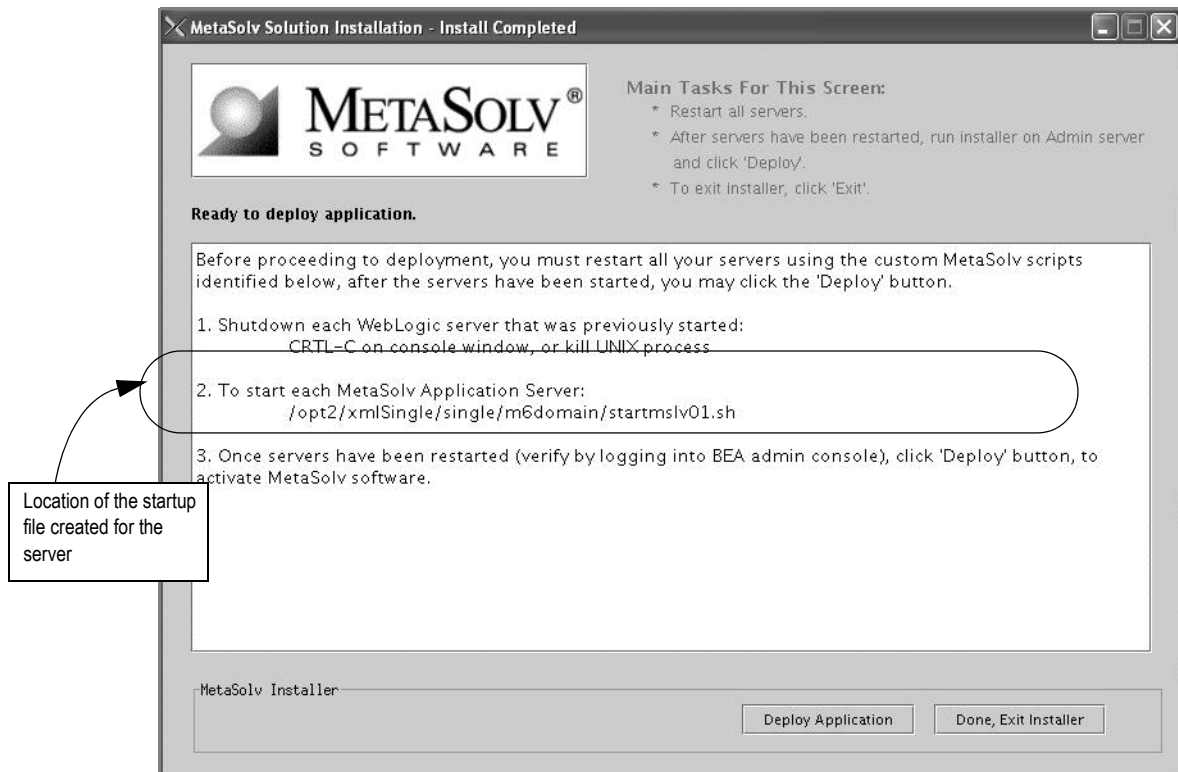 MetaSolv Solution Installation - Install Completed
METASOLV®
SOFTWARE
Main Tasks For This Screen:
* Restart all servers.
* After servers have been restarted, run installer on Admin server
and click 'Deploy'.
* To exit installer, click 'Exit'.
Ready to deploy application.
Before proceeding to deployment, you must restart all your servers using the custom MetaSolv scripts
identified below, after the servers have been started, you may click the 'Deploy' button.
1. Shutdown each WebLogic server that was previously started:
CRTL-C on console window, or kill UNIX process
2. To start each MetaSolv Application Server:
/opt2/xmlSingle/single/m6domain/startmslv01.sh
3. Once servers have been restarted (verify by logging into BEA admin console), click 'Deploy' button, to
activate MetaSolv software.
Location of the startup
file created for the
server
MetaSolv Installer
Deploy Application
Done, Exit Installer